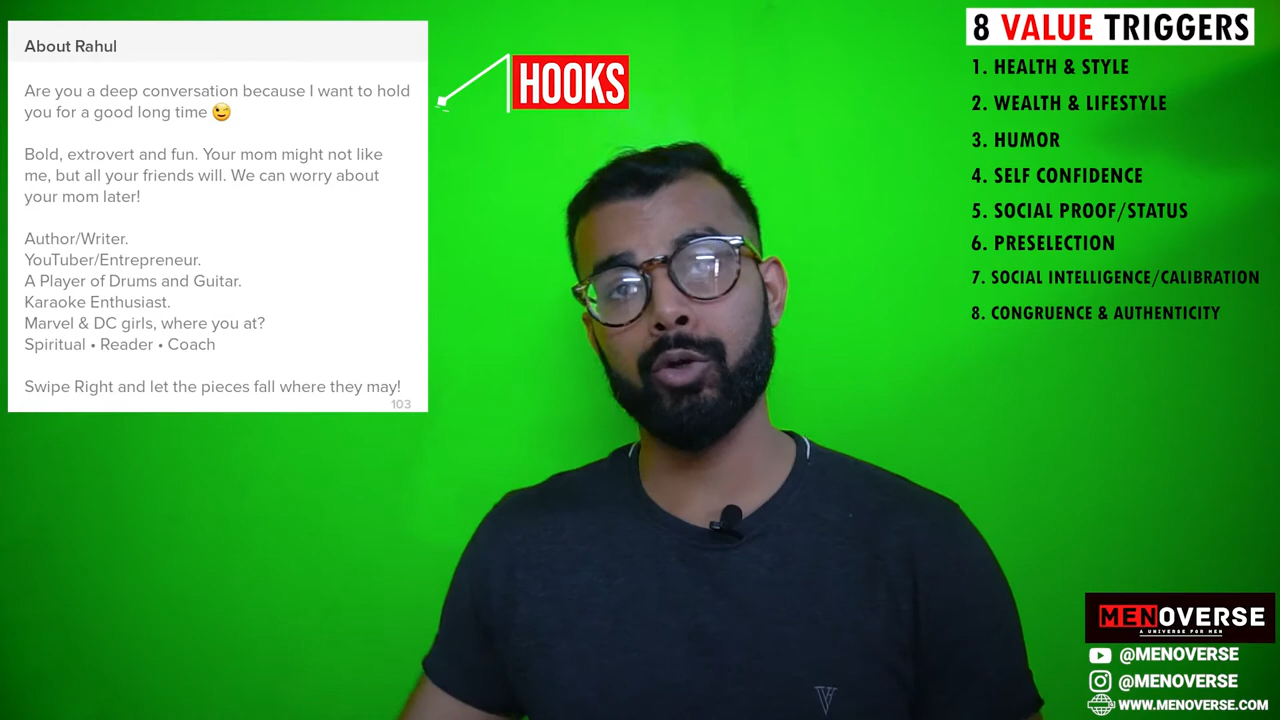 About Rahul
Are you a deep conversation because I want to hold
you for a good long time 😉
Bold, extrovert and fun. Your mom might not like
me, but all your friends will. We can worry about
your mom later!
Author/Writer.
YouTuber/Entrepreneur.
A Player of Drums and Guitar.
Karaoke Enthusiast.
Marvel & DC girls, where you at?
Spiritual • Reader • Coach
Swipe Right and let the pieces fall where they may!
103
HOOKS
8 VALUE TRIGGERS
1. HEALTH & STYLE
2. WEALTH & LIFESTYLE
3. HUMOR
4. SELF CONFIDENCE
5. SOCIAL PROOF/STATUS
6. PRESELECTION
7. SOCIAL INTELLIGENCE/CALIBRATION
8. CONGRUENCE & AUTHENTICITY
MENOVERSE
A UNIVERSE FOR MEN
@MENOVERSE
@MENOVERSE
WWW.MENOVERSE.COM